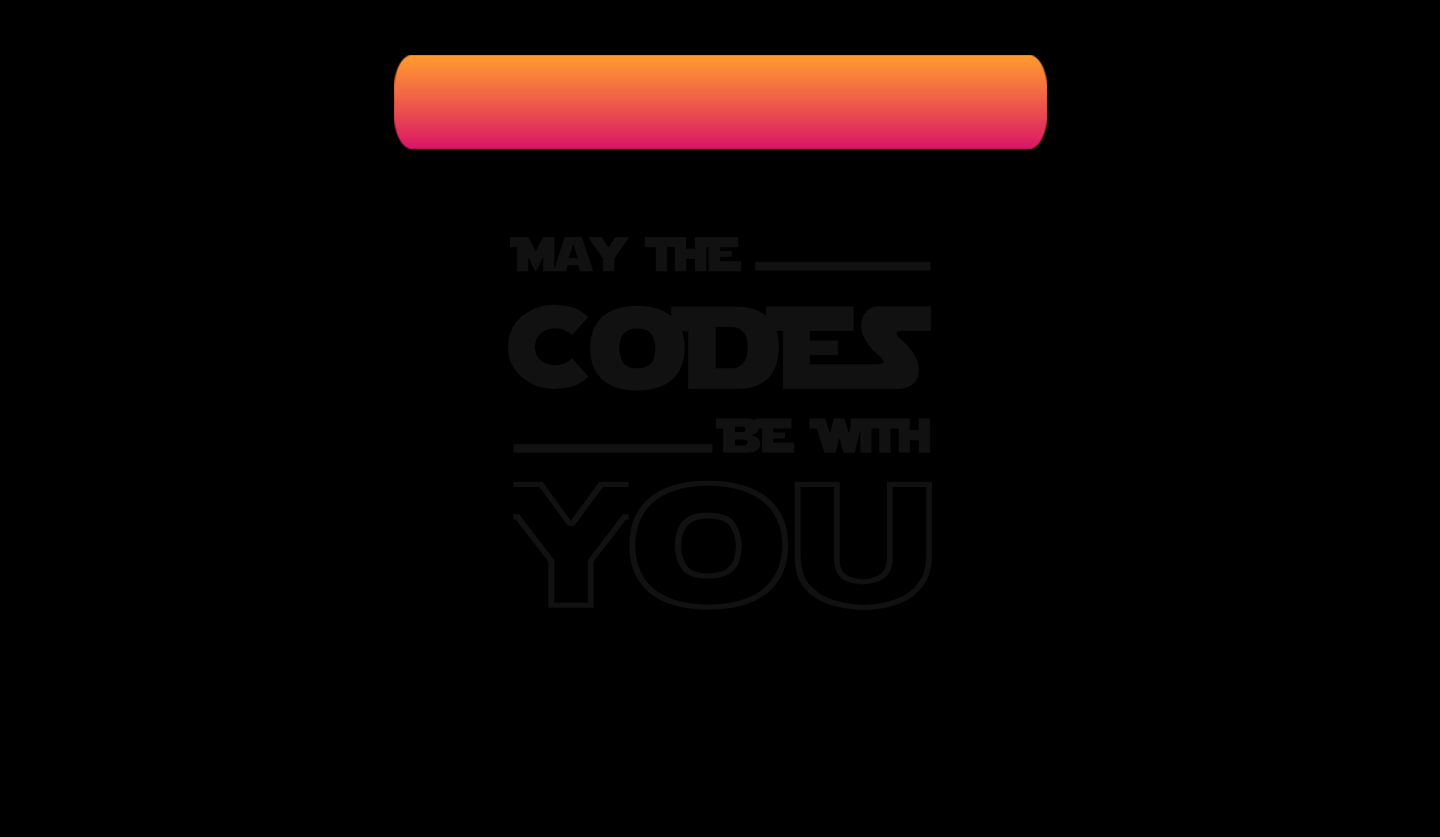 MAY THE
CODES
BE WITH
YOU